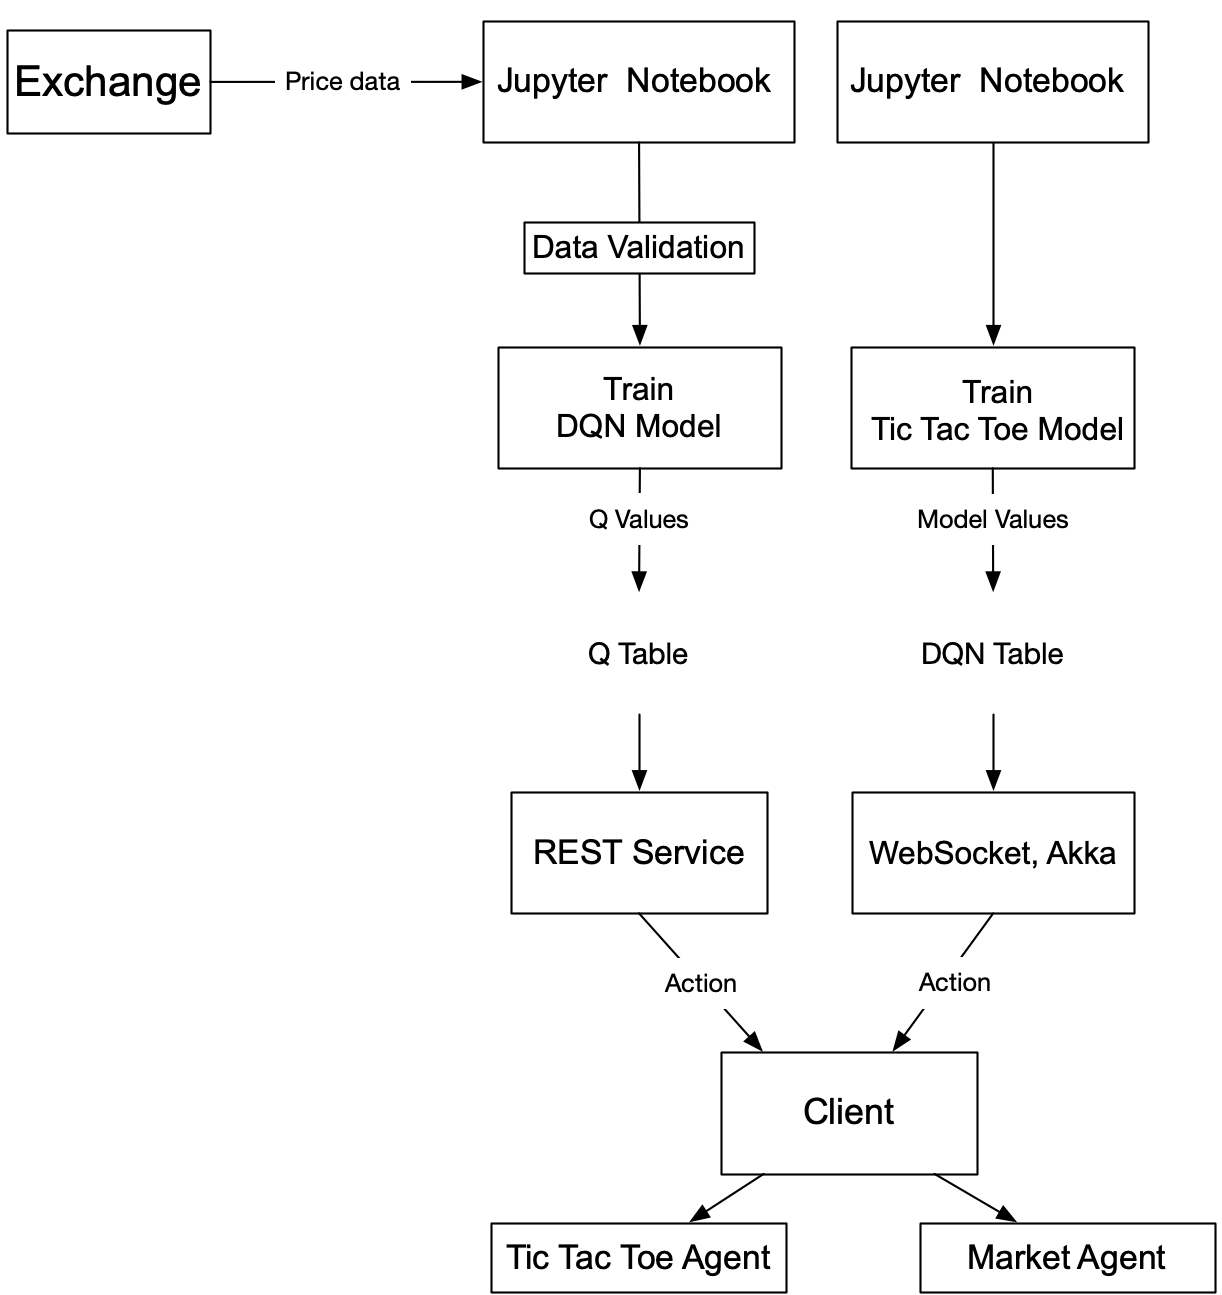 Exchange
Price data
Jupyter  Notebook
Jupyter  Notebook
Data Validation
Train
DQN Model
Train
Tic Tac Toe Model
Q Values
Model Values
Q Table
DQN Table
REST Service
WebSocket, Akka
Action
Action
Client
Tic Tac Toe Agent
Market Agent